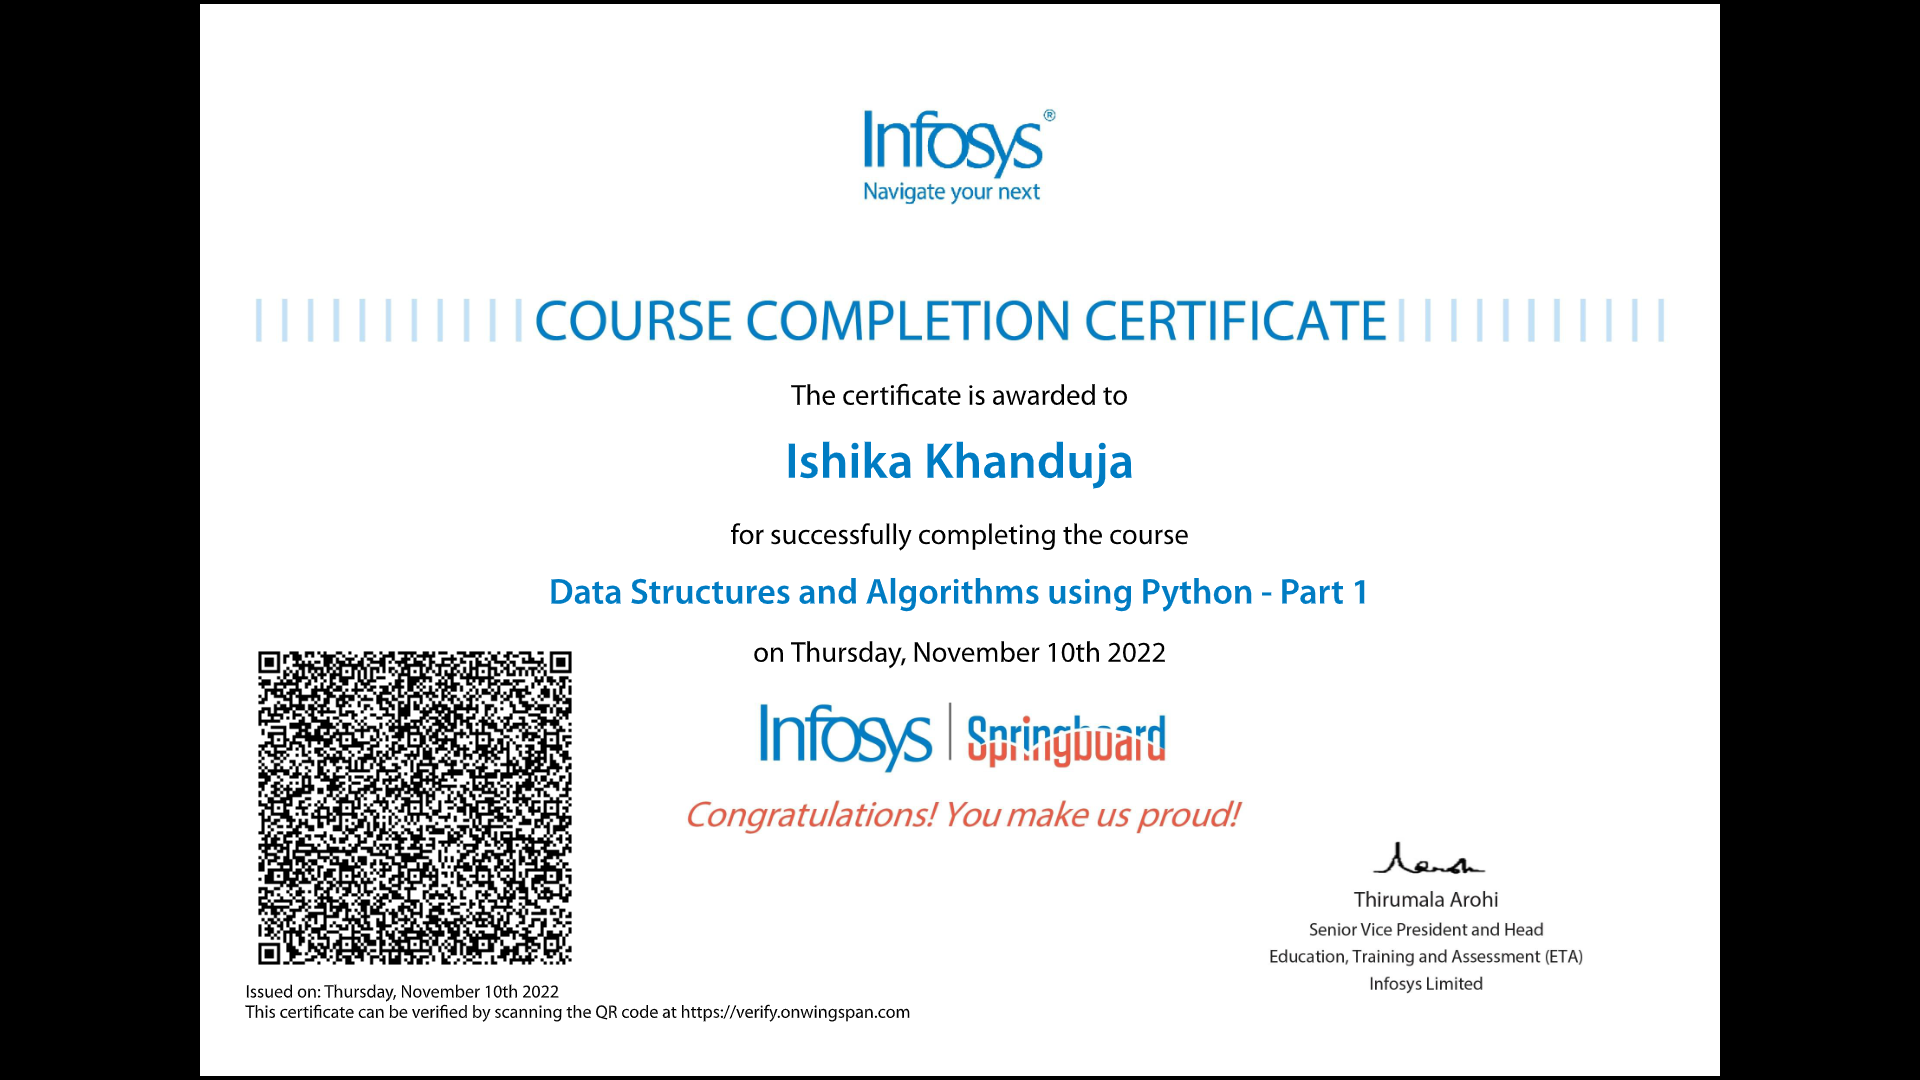 Infosys®
Navigate your next
COURSE COMPLETION CERTIFICATE
The certificate is awarded to
Ishika Khanduja
for successfully completing the course
Data Structures and Algorithms using Python - Part 1
on Thursday, November 10th 2022
Infosys | Springboard
Congratulations! You make us proud!
Thirumala Arohi
Senior Vice President and Head
Education, Training and Assessment (ETA)
Infosys Limited
Issued on: Thursday, November 10th 2022
This certificate can be verified by scanning the QR code at https://verify.onwingspan.com